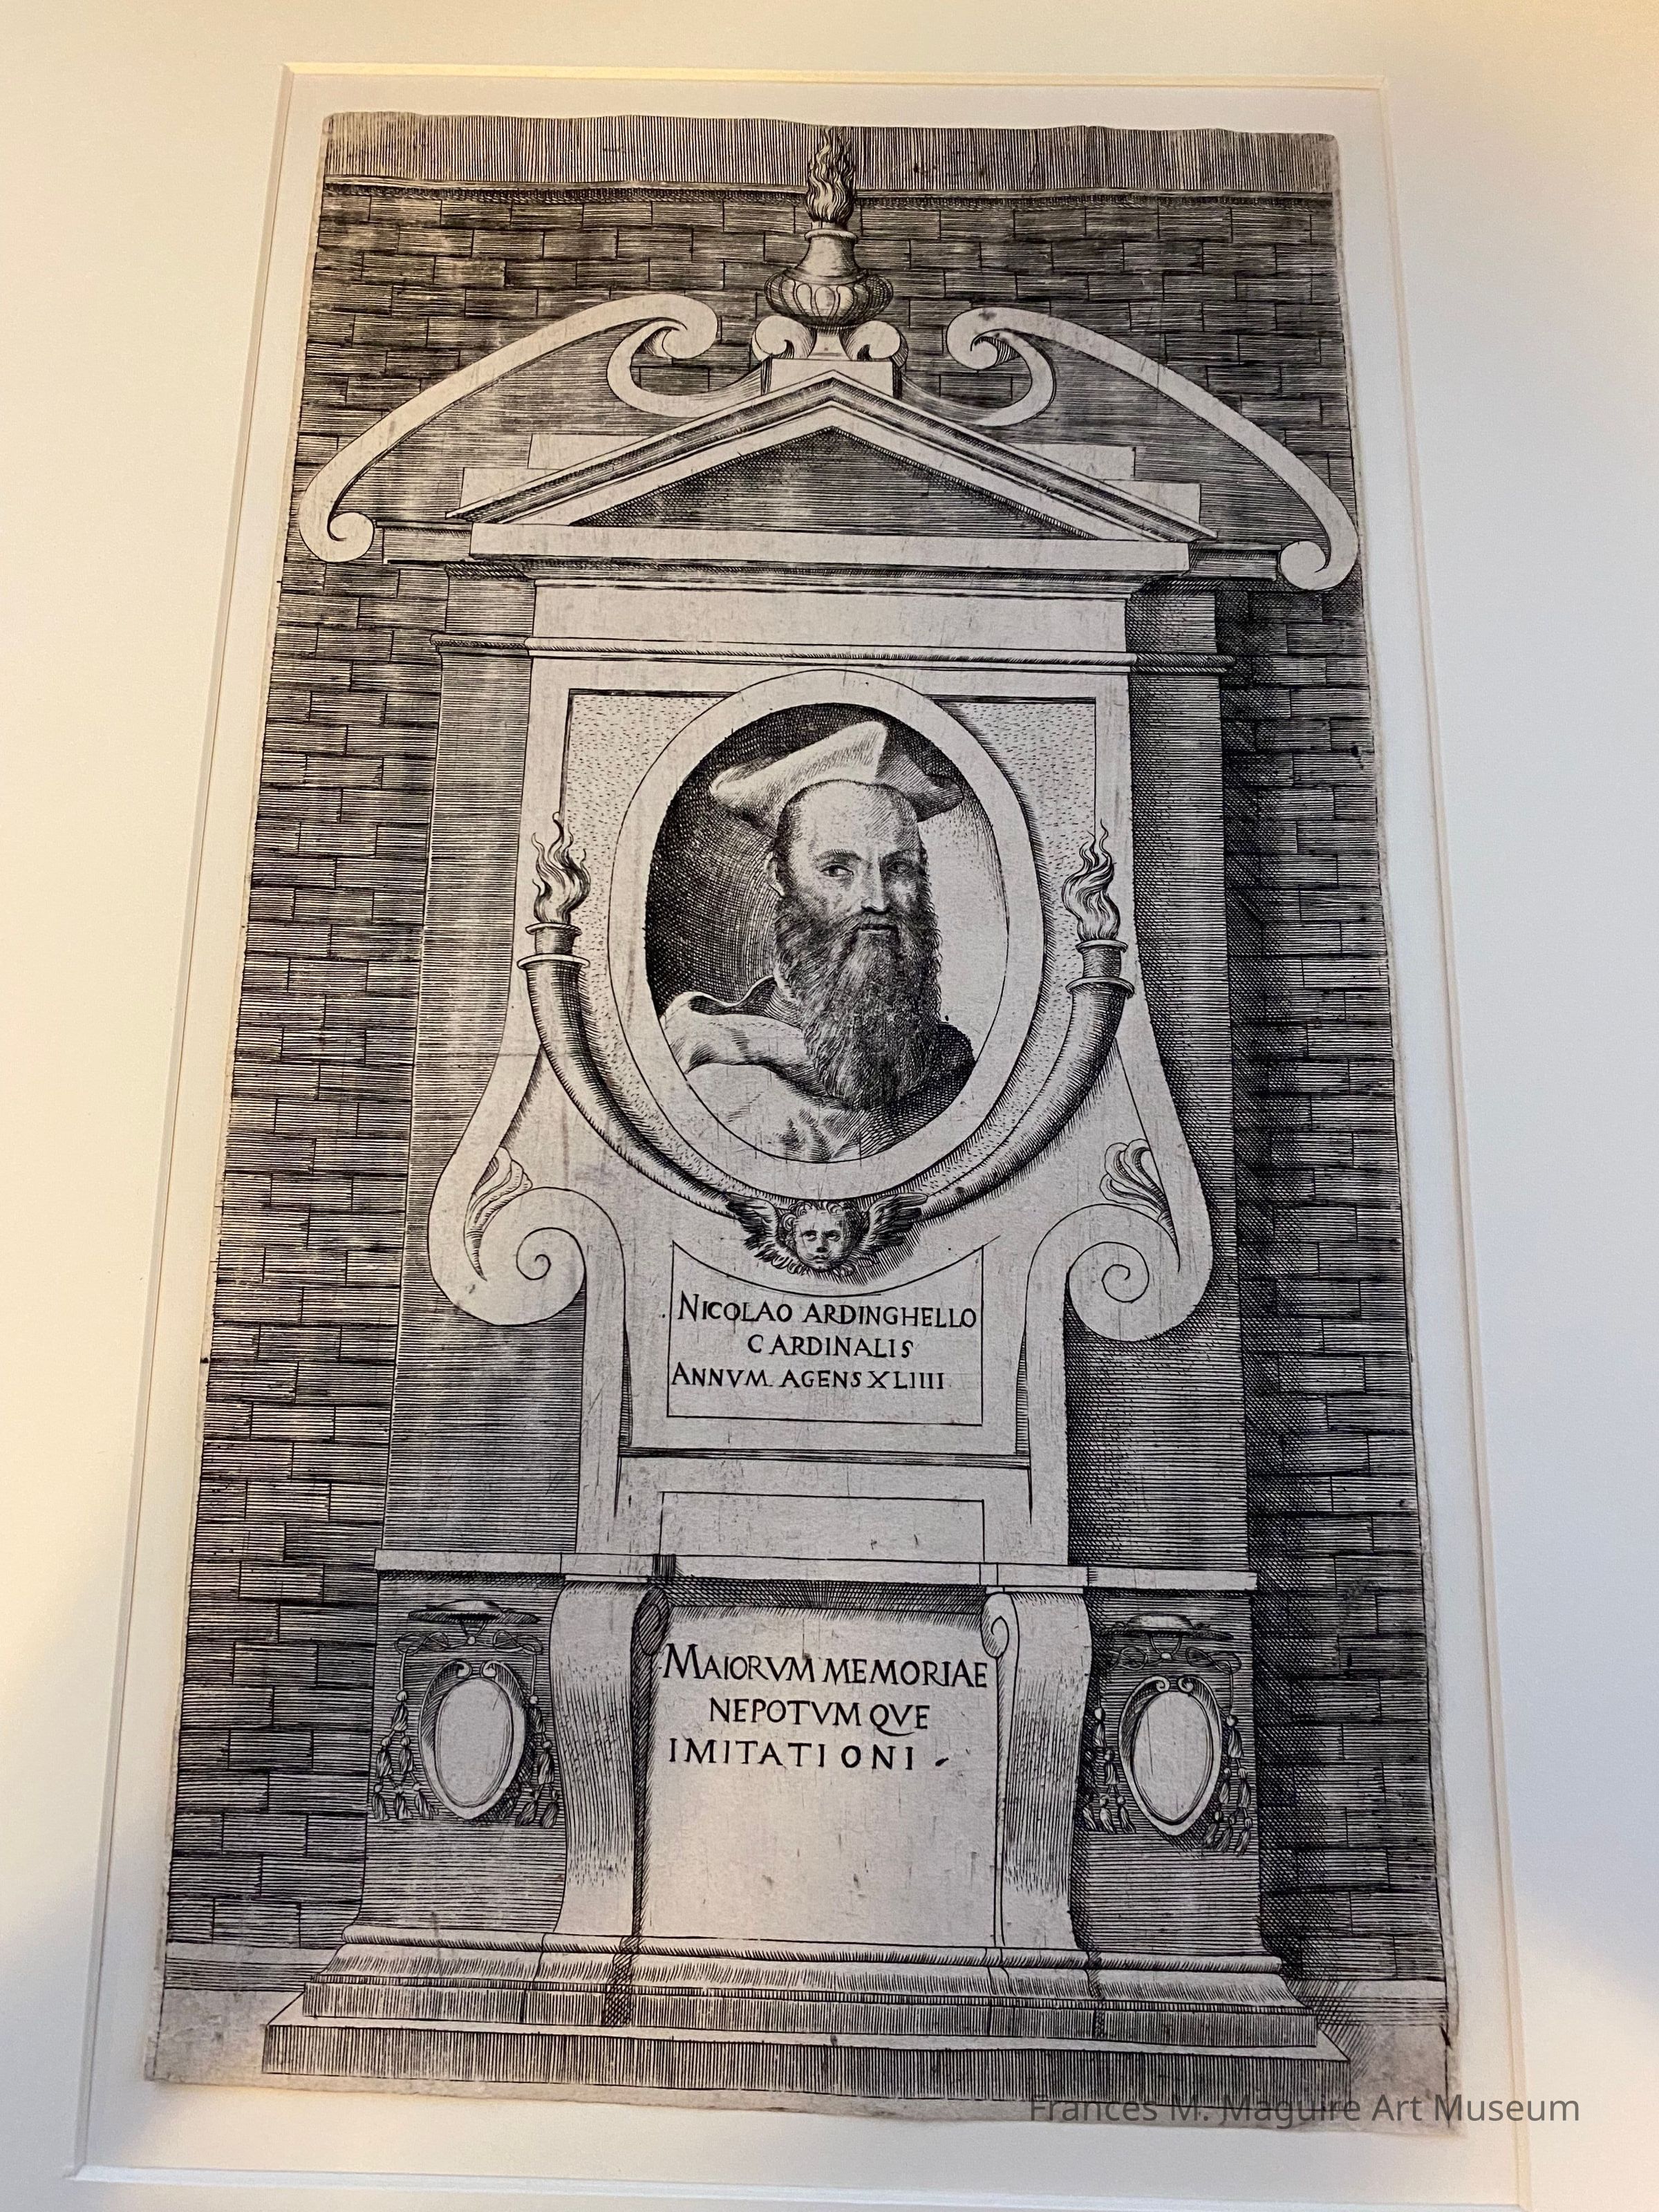 . NICOLAO ARDINGHELLO
CARDINALIS
ANNVM. AGENS XLIIII
MAIORVM MEMORIAE
NEPOTVM QVE
IMITATIONI .
Frances M. Maguire Art Museum